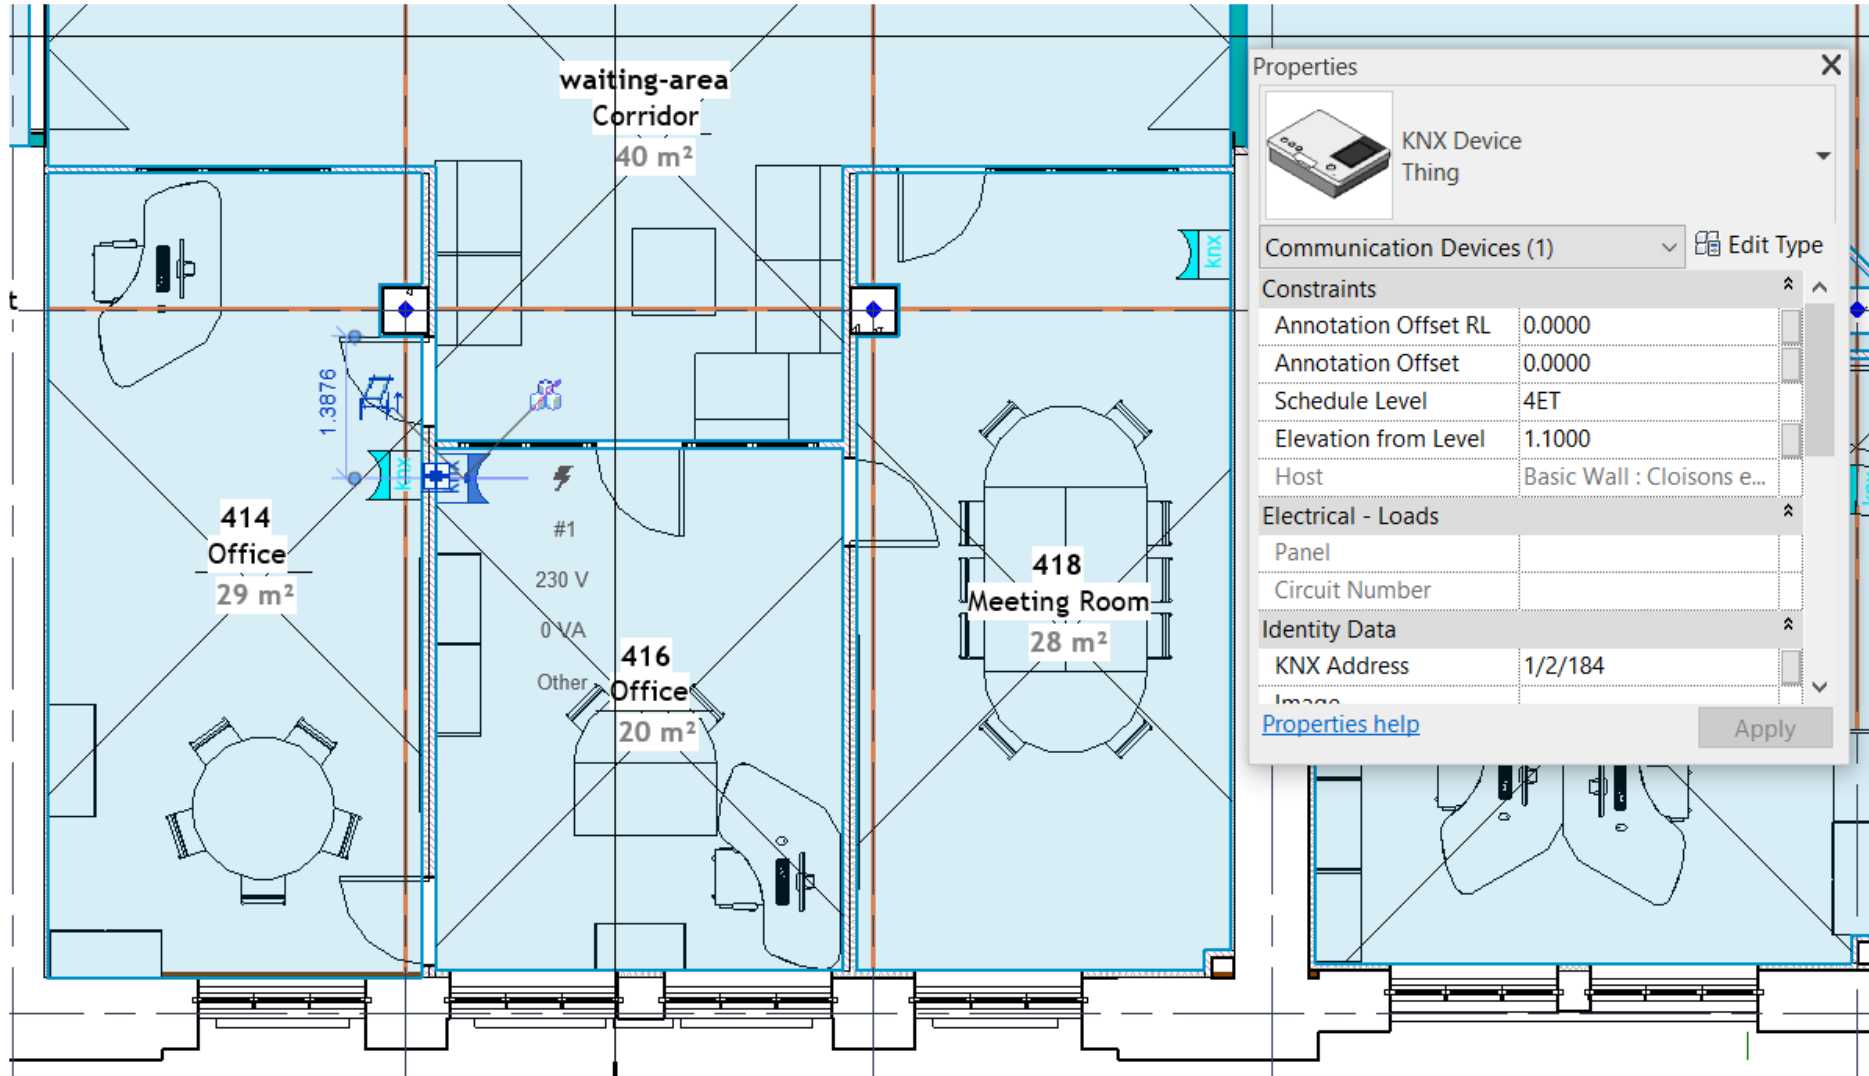 waiting-area
Corridor
40 m²
t
1.3876
knx
knx
knx
414
Office
29 m²
#1
230 V
0 VA
Other
416
Office
20 m²
418
Meeting Room
28 m²
Properties
KNX Device
Thing
Communication Devices (1)
Edit Type
Constraints
Annotation Offset RL 0.0000
Annotation Offset 0.0000
Schedule Level 4ET
Elevation from Level 1.1000
Host Basic Wall : Cloisons e...
Electrical - Loads
Panel
Circuit Number
Identity Data
KNX Address 1/2/184
Image
Properties help
Apply